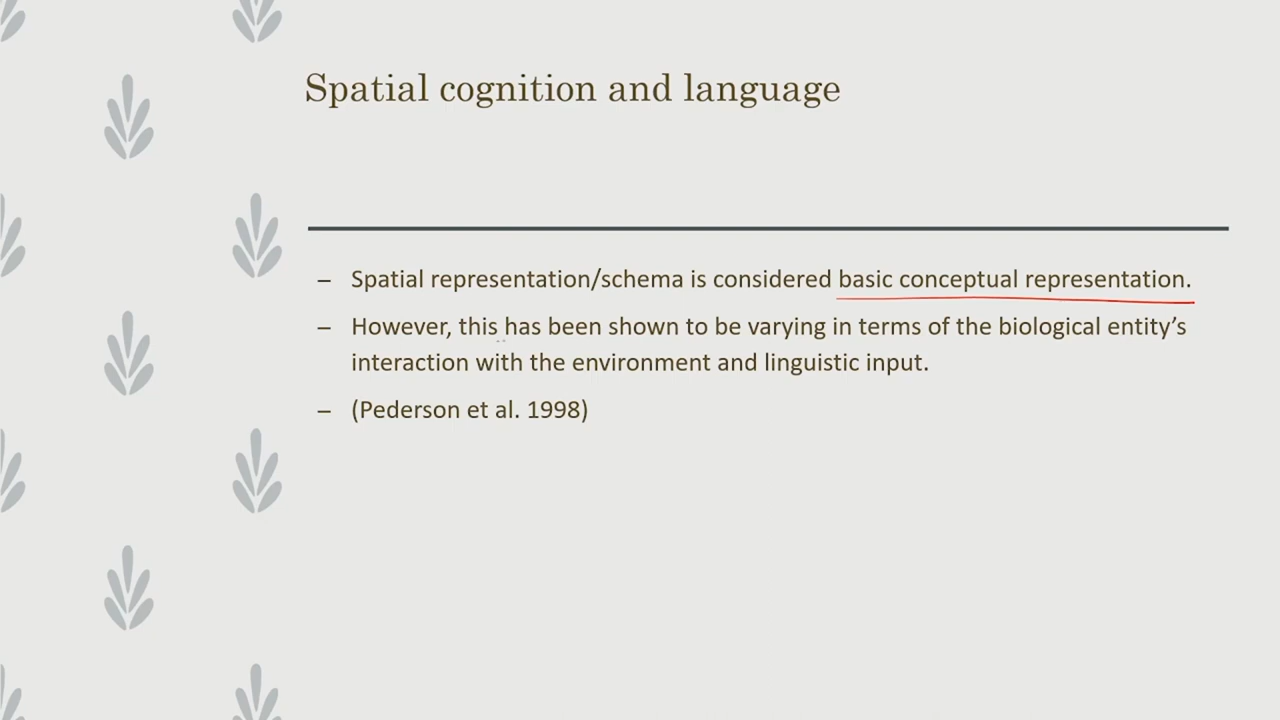 Spatial cognition and language
– Spatial representation/schema is considered basic conceptual representation.
– However, this has been shown to be varying in terms of the biological entity’s
interaction with the environment and linguistic input.
– (Pederson et al. 1998)